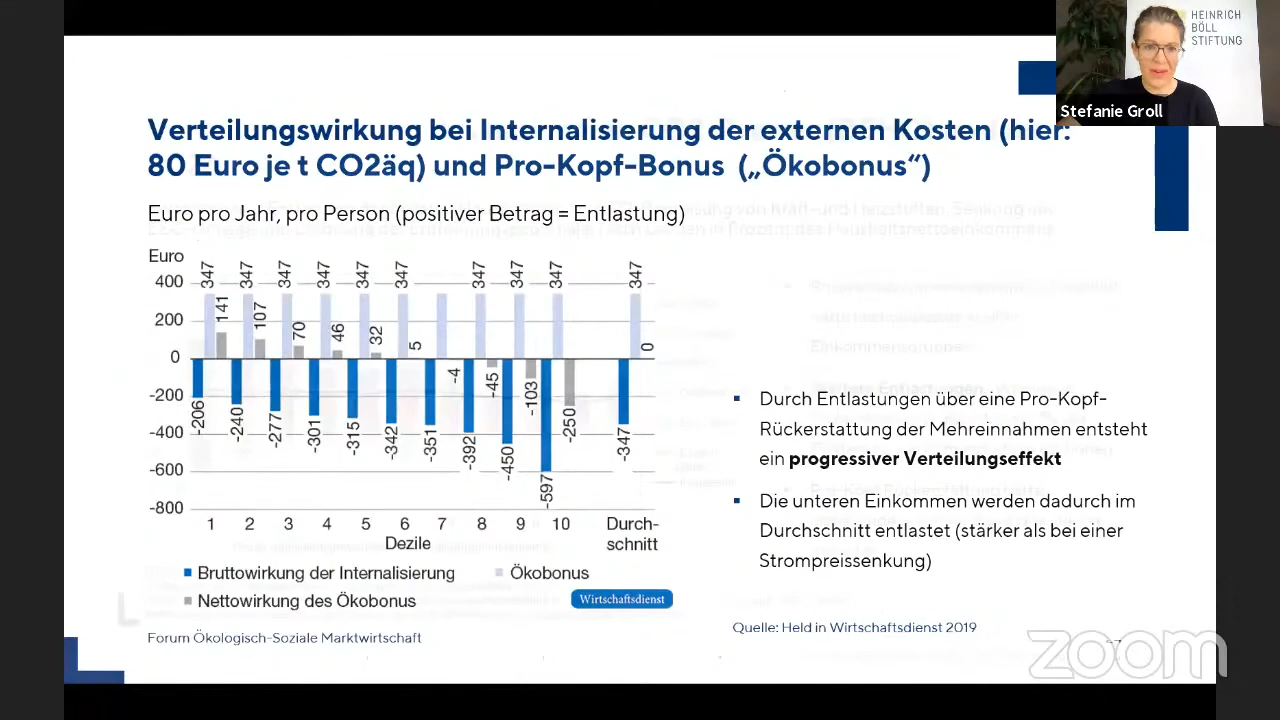 HEINRICH
BÖLL
STIFTUNG
Stefanie Groll
Verteilungswirkung bei Internalisierung der externen Kosten (hier:
80 Euro je t CO2äq) und Pro-Kopf-Bonus („Ökobonus“)
Euro pro Jahr, pro Person (positiver Betrag = Entlastung)
Euro
400
200
0
-200
-400
-600
-800
347 347 347 347 347 347 347 347 347 347
141 107 70 46 32 5 -4 -45 -103 -250 0
-206 -240 -277 -301 -315 -342 -351 -392 -450 -597 -347
1 2 3 4 5 6 7 8 9 10 Durch-
schnitt
Dezile
Bruttowirkung der Internalisierung Ökobonus
Nettowirkung des Ökobonus
Wirtschaftsdienst
Durch Entlastungen über eine Pro-Kopf-
Rückerstattung der Mehreinnahmen entsteht
ein progressiver Verteilungseffekt
Die unteren Einkommen werden dadurch im
Durchschnitt entlastet (stärker als bei einer
Strompreissenkung)
Quelle: Held in Wirtschaftsdienst 2019
Forum Ökologisch-Soziale Marktwirtschaft
zoom